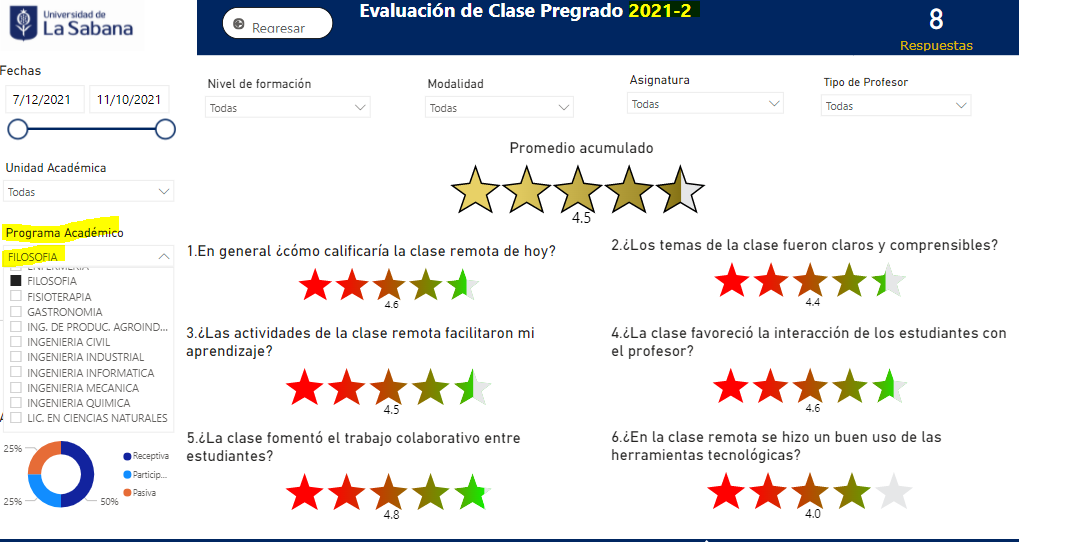 Universidad de
La Sabana
Regresar
Evaluación de Clase Pregrado 2021-2
8
Respuestas
Fechas
7/12/2021 11/10/2021
Nivel de formación
Todas
Modalidad
Todas
Asignatura
Todas
Tipo de Profesor
Todas
Unidad Académica
Todas
Programa Académico
FILOSOFIA
ENFERMERIA
FILOSOFIA
FISIOTERAPIA
GASTRONOMIA
ING. DE PRODUC. AGROIND...
INGENIERIA CIVIL
INGENIERIA INDUSTRIAL
INGENIERIA INFORMATICA
INGENIERIA MECANICA
INGENIERIA QUIMICA
LIC. EN CIENCIAS NATURALES
25%
25%
50%
Receptiva
Particip...
Pasiva
Promedio acumulado
4.5
1.En general ¿cómo calificaría la clase remota de hoy?
4.6
2.¿Los temas de la clase fueron claros y comprensibles?
4.4
3.¿Las actividades de la clase remota facilitaron mi
aprendizaje?
4.5
4.¿La clase favoreció la interacción de los estudiantes con
el profesor?
4.6
5.¿La clase fomentó el trabajo colaborativo entre
estudiantes?
4.8
6.¿En la clase remota se hizo un buen uso de las
herramientas tecnológicas?
4.0